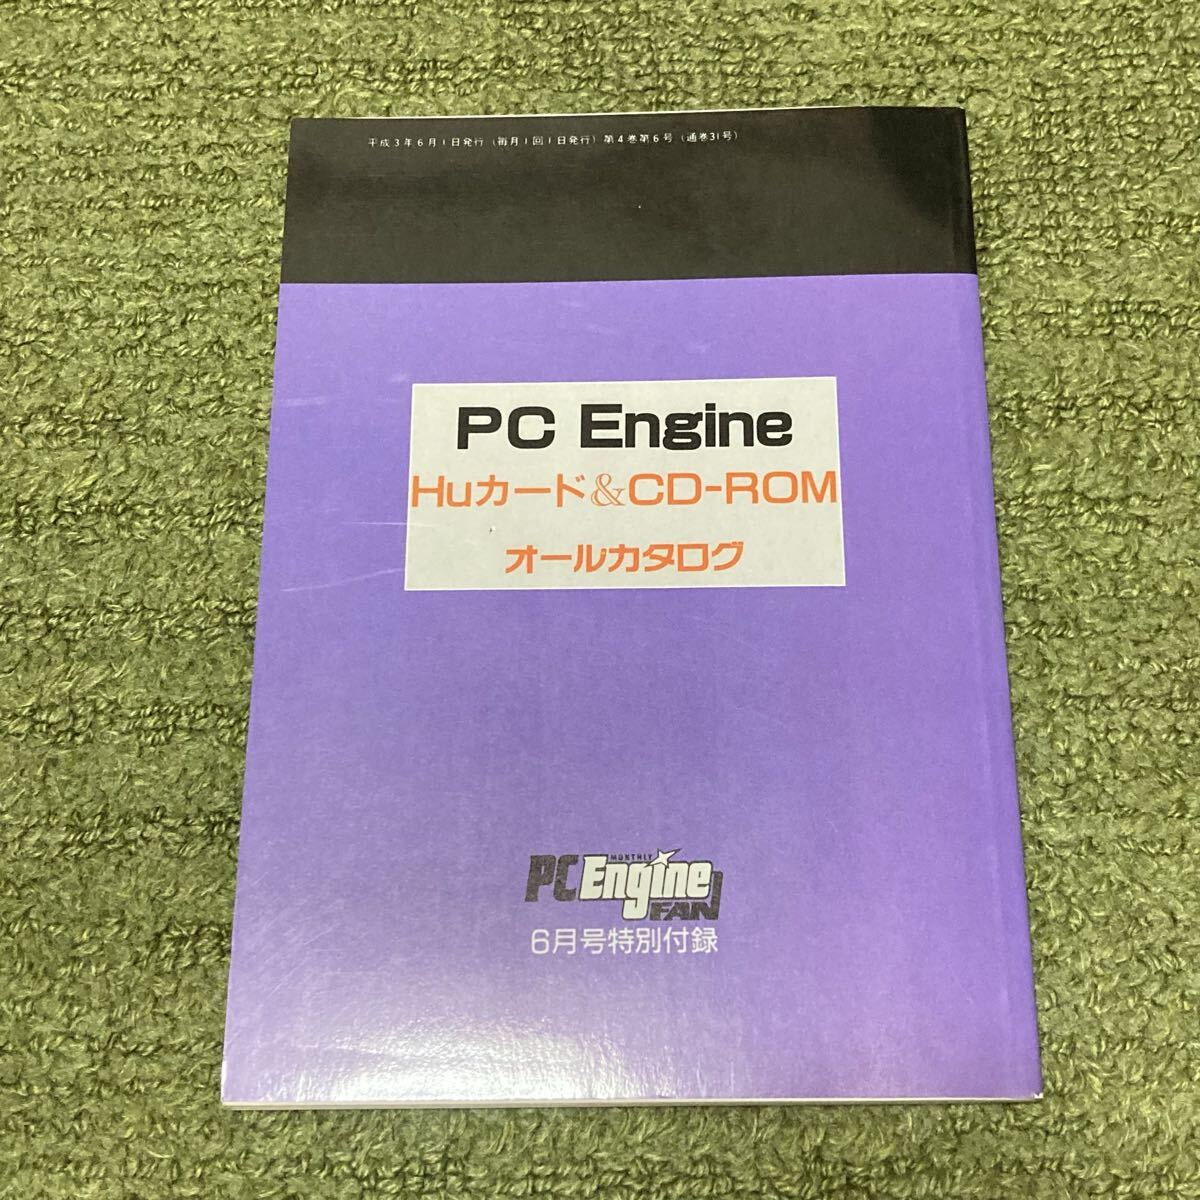 平成3年6月1日発行（毎月1回1日発行）第4巻第6号（通巻31号）
PC Engine
Huカード&CD-ROM
オールカタログ
MONTHLY
PC Engine
FAN
6月号特別付録